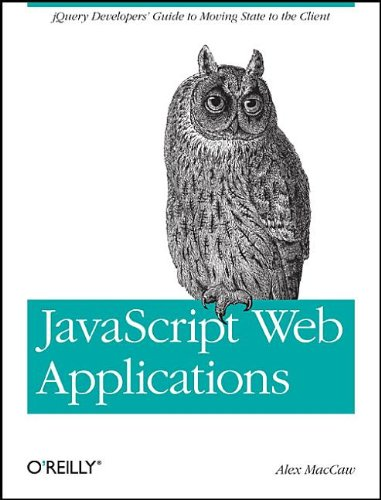 jQuery Developers' Guide to Moving State to the Client
JavaScript Web
Applications
O'REILLY®
Alex MacCaw